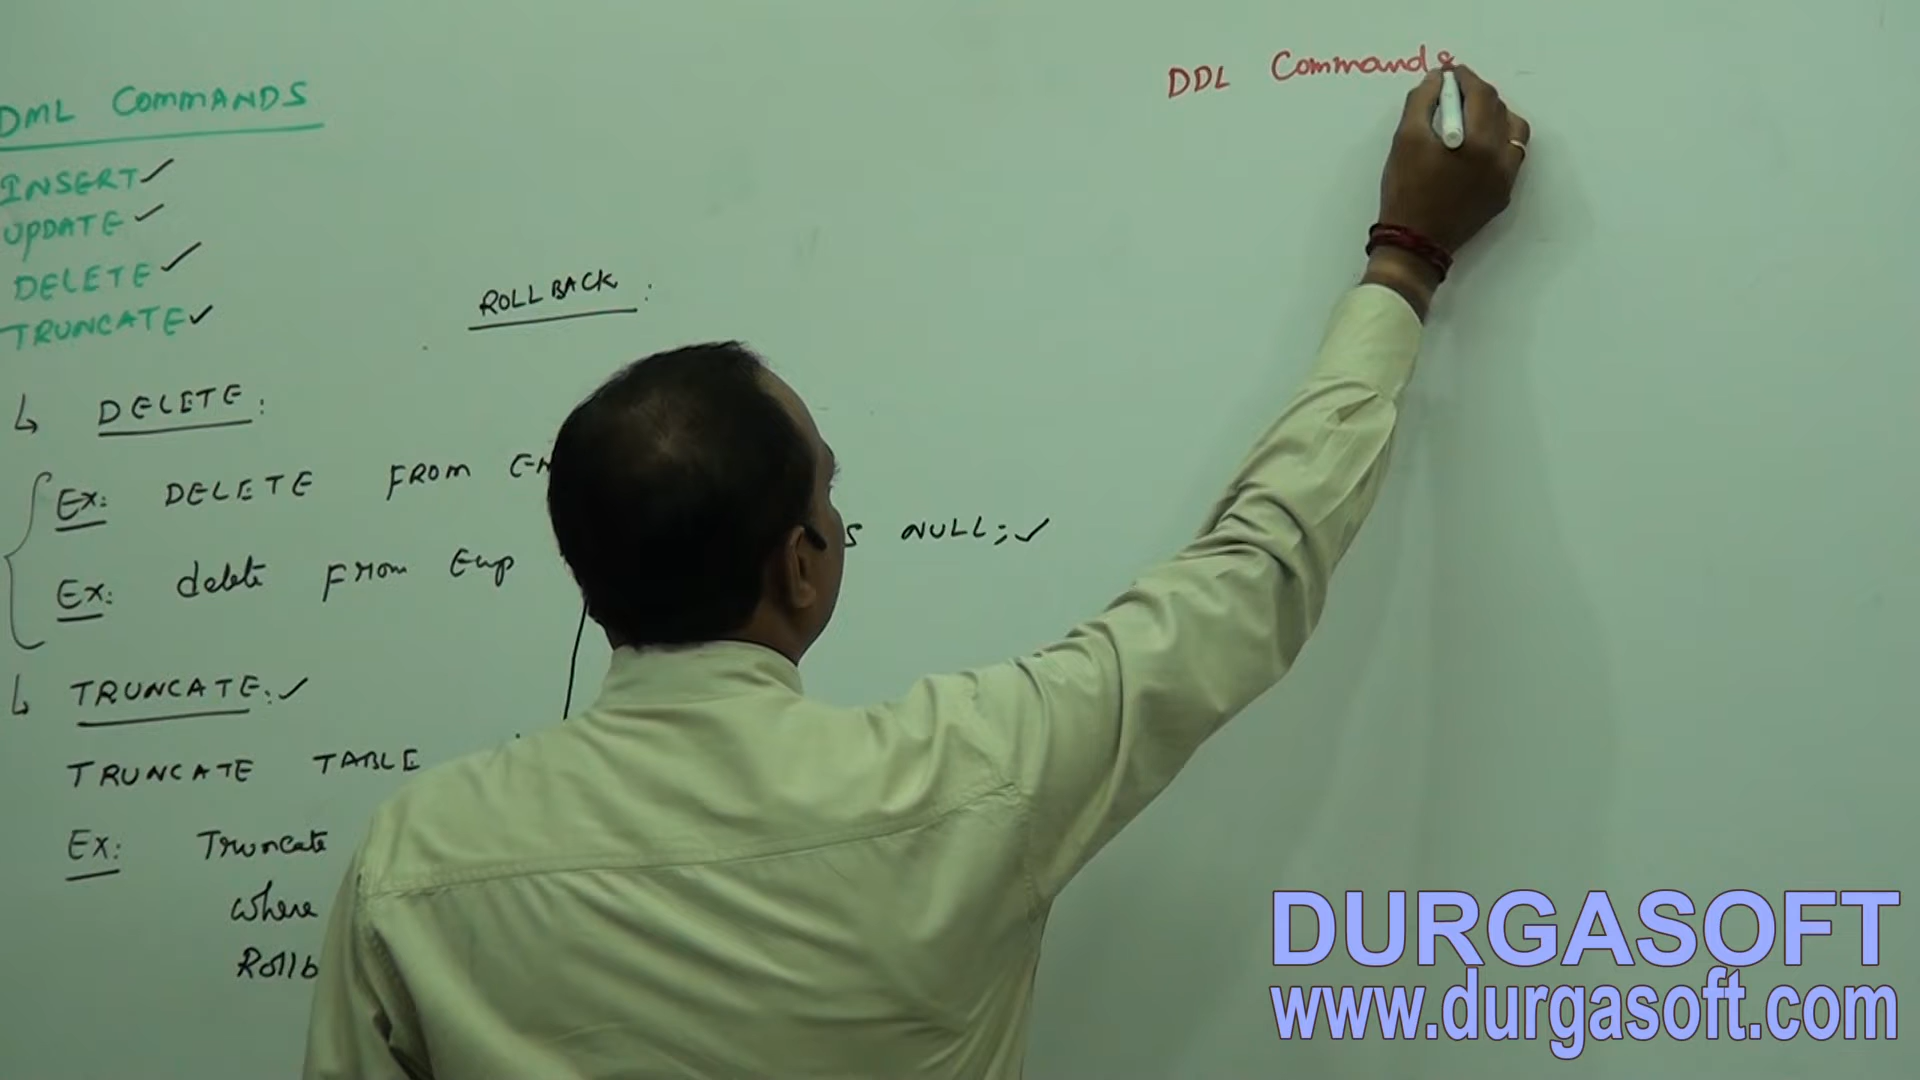 DML COMMANDS
INSERT ✓
UPDATE ✓
DELETE ✓
TRUNCATE ✓
↳ DELETE:
Ex: DELETE FROM
Ex: delete from Emp NULL; ✓
↳ TRUNCATE: ✓
TRUNCATE TABLE
Ex: Truncate
where
ROLLBACK:
DDL Commands
DURGASOFT
www.durgasoft.com